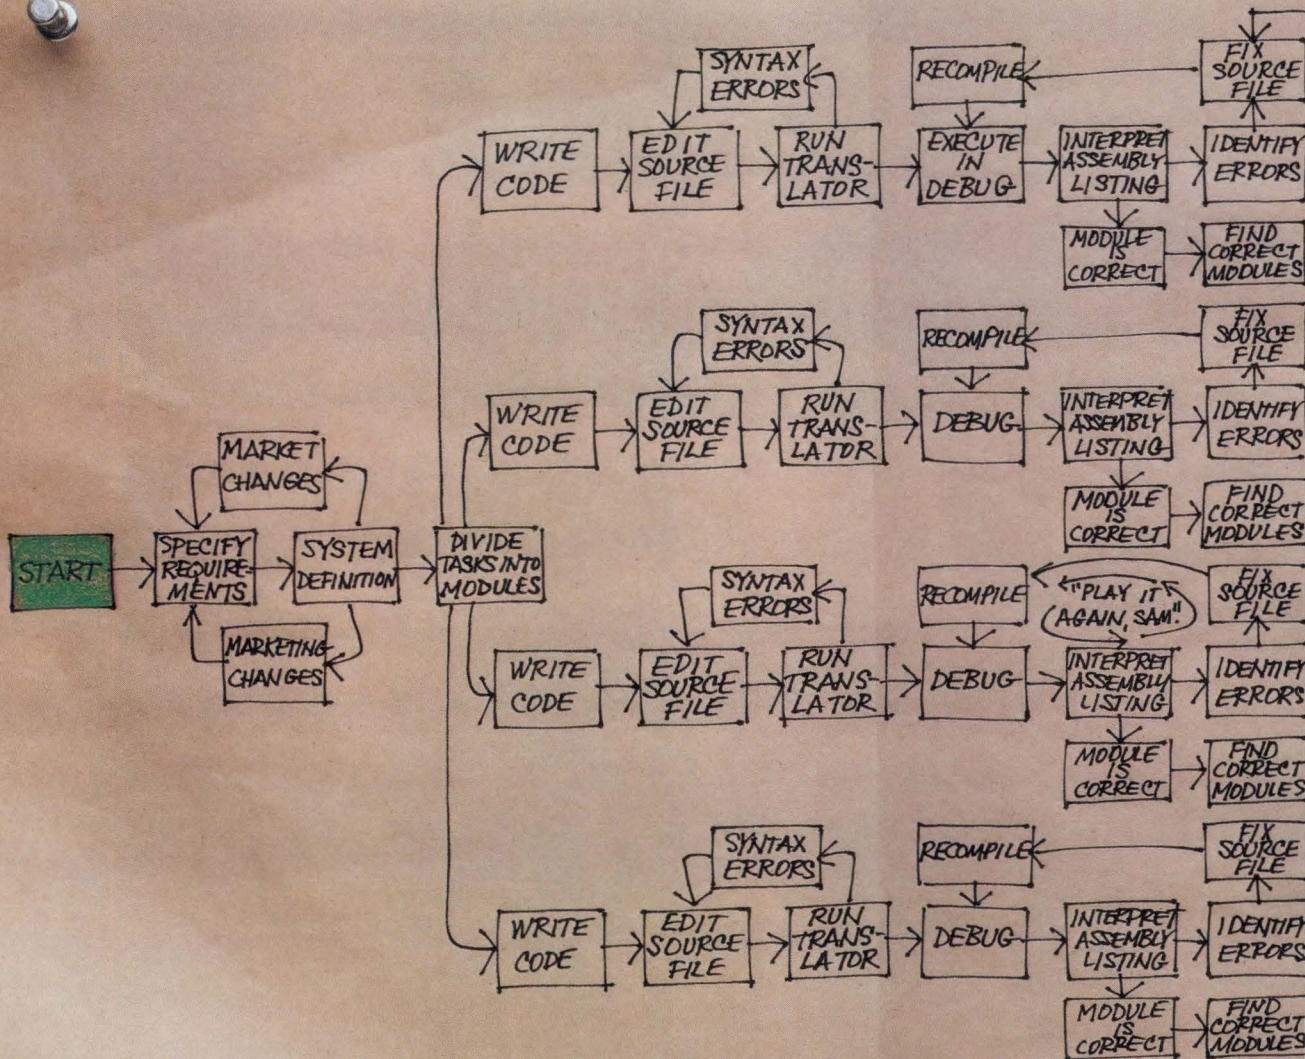 START
SPECIFY
REQUIRE-
MENTS
MARKET
CHANGES
MARKETING
CHANGES
SYSTEM
DEFINITION
DIVIDE
TASKS INTO
MODULES
WRITE
CODE
EDIT
SOURCE
FILE
SYNTAX
ERRORS
RUN
TRANS-
LATOR
RECOMPILE
EXECUTE
IN
DEBUG
INTERPRET
ASSEMBLY
LISTING
FIX
SOURCE
FILE
IDENTIFY
ERRORS
MODULE
IS
CORRECT
FIND
CORRECT
MODULES
WRITE
CODE
EDIT
SOURCE
FILE
SYNTAX
ERRORS
RUN
TRANS-
LATOR
RECOMPILE
DEBUG
INTERPRET
ASSEMBLY
LISTING
FIX
SOURCE
FILE
IDENTIFY
ERRORS
MODULE
IS
CORRECT
FIND
CORRECT
MODULES
WRITE
CODE
EDIT
SOURCE
FILE
SYNTAX
ERRORS
RUN
TRANS-
LATOR
RECOMPILE
DEBUG
"PLAY IT
AGAIN, SAM."
INTERPRET
ASSEMBLY
LISTING
FIX
SOURCE
FILE
IDENTIFY
ERRORS
MODULE
IS
CORRECT
FIND
CORRECT
MODULES
WRITE
CODE
EDIT
SOURCE
FILE
SYNTAX
ERRORS
RUN
TRANS-
LATOR
RECOMPILE
DEBUG
INTERPRET
ASSEMBLY
LISTING
FIX
SOURCE
FILE
IDENTIFY
ERRORS
MODULE
IS
CORRECT
FIND
CORRECT
MODULES